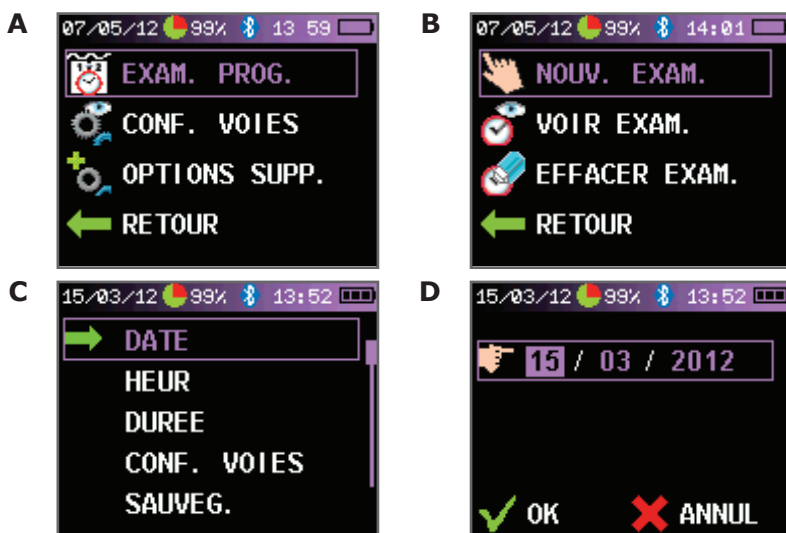 A
07/05/12 99% 13 59
EXAM. PROG.
CONF. VOIES
OPTIONS SUPP.
RETOUR
B
07/05/12 99% 14:01
NOUV. EXAM.
VOIR EXAM.
EFFACER EXAM.
RETOUR
C
15/03/12 99% 13:52
DATE
HEUR
DUREE
CONF. VOIES
SAUVEG.
D
15/03/12 99% 13:52
15 / 03 / 2012
OK ANNUL